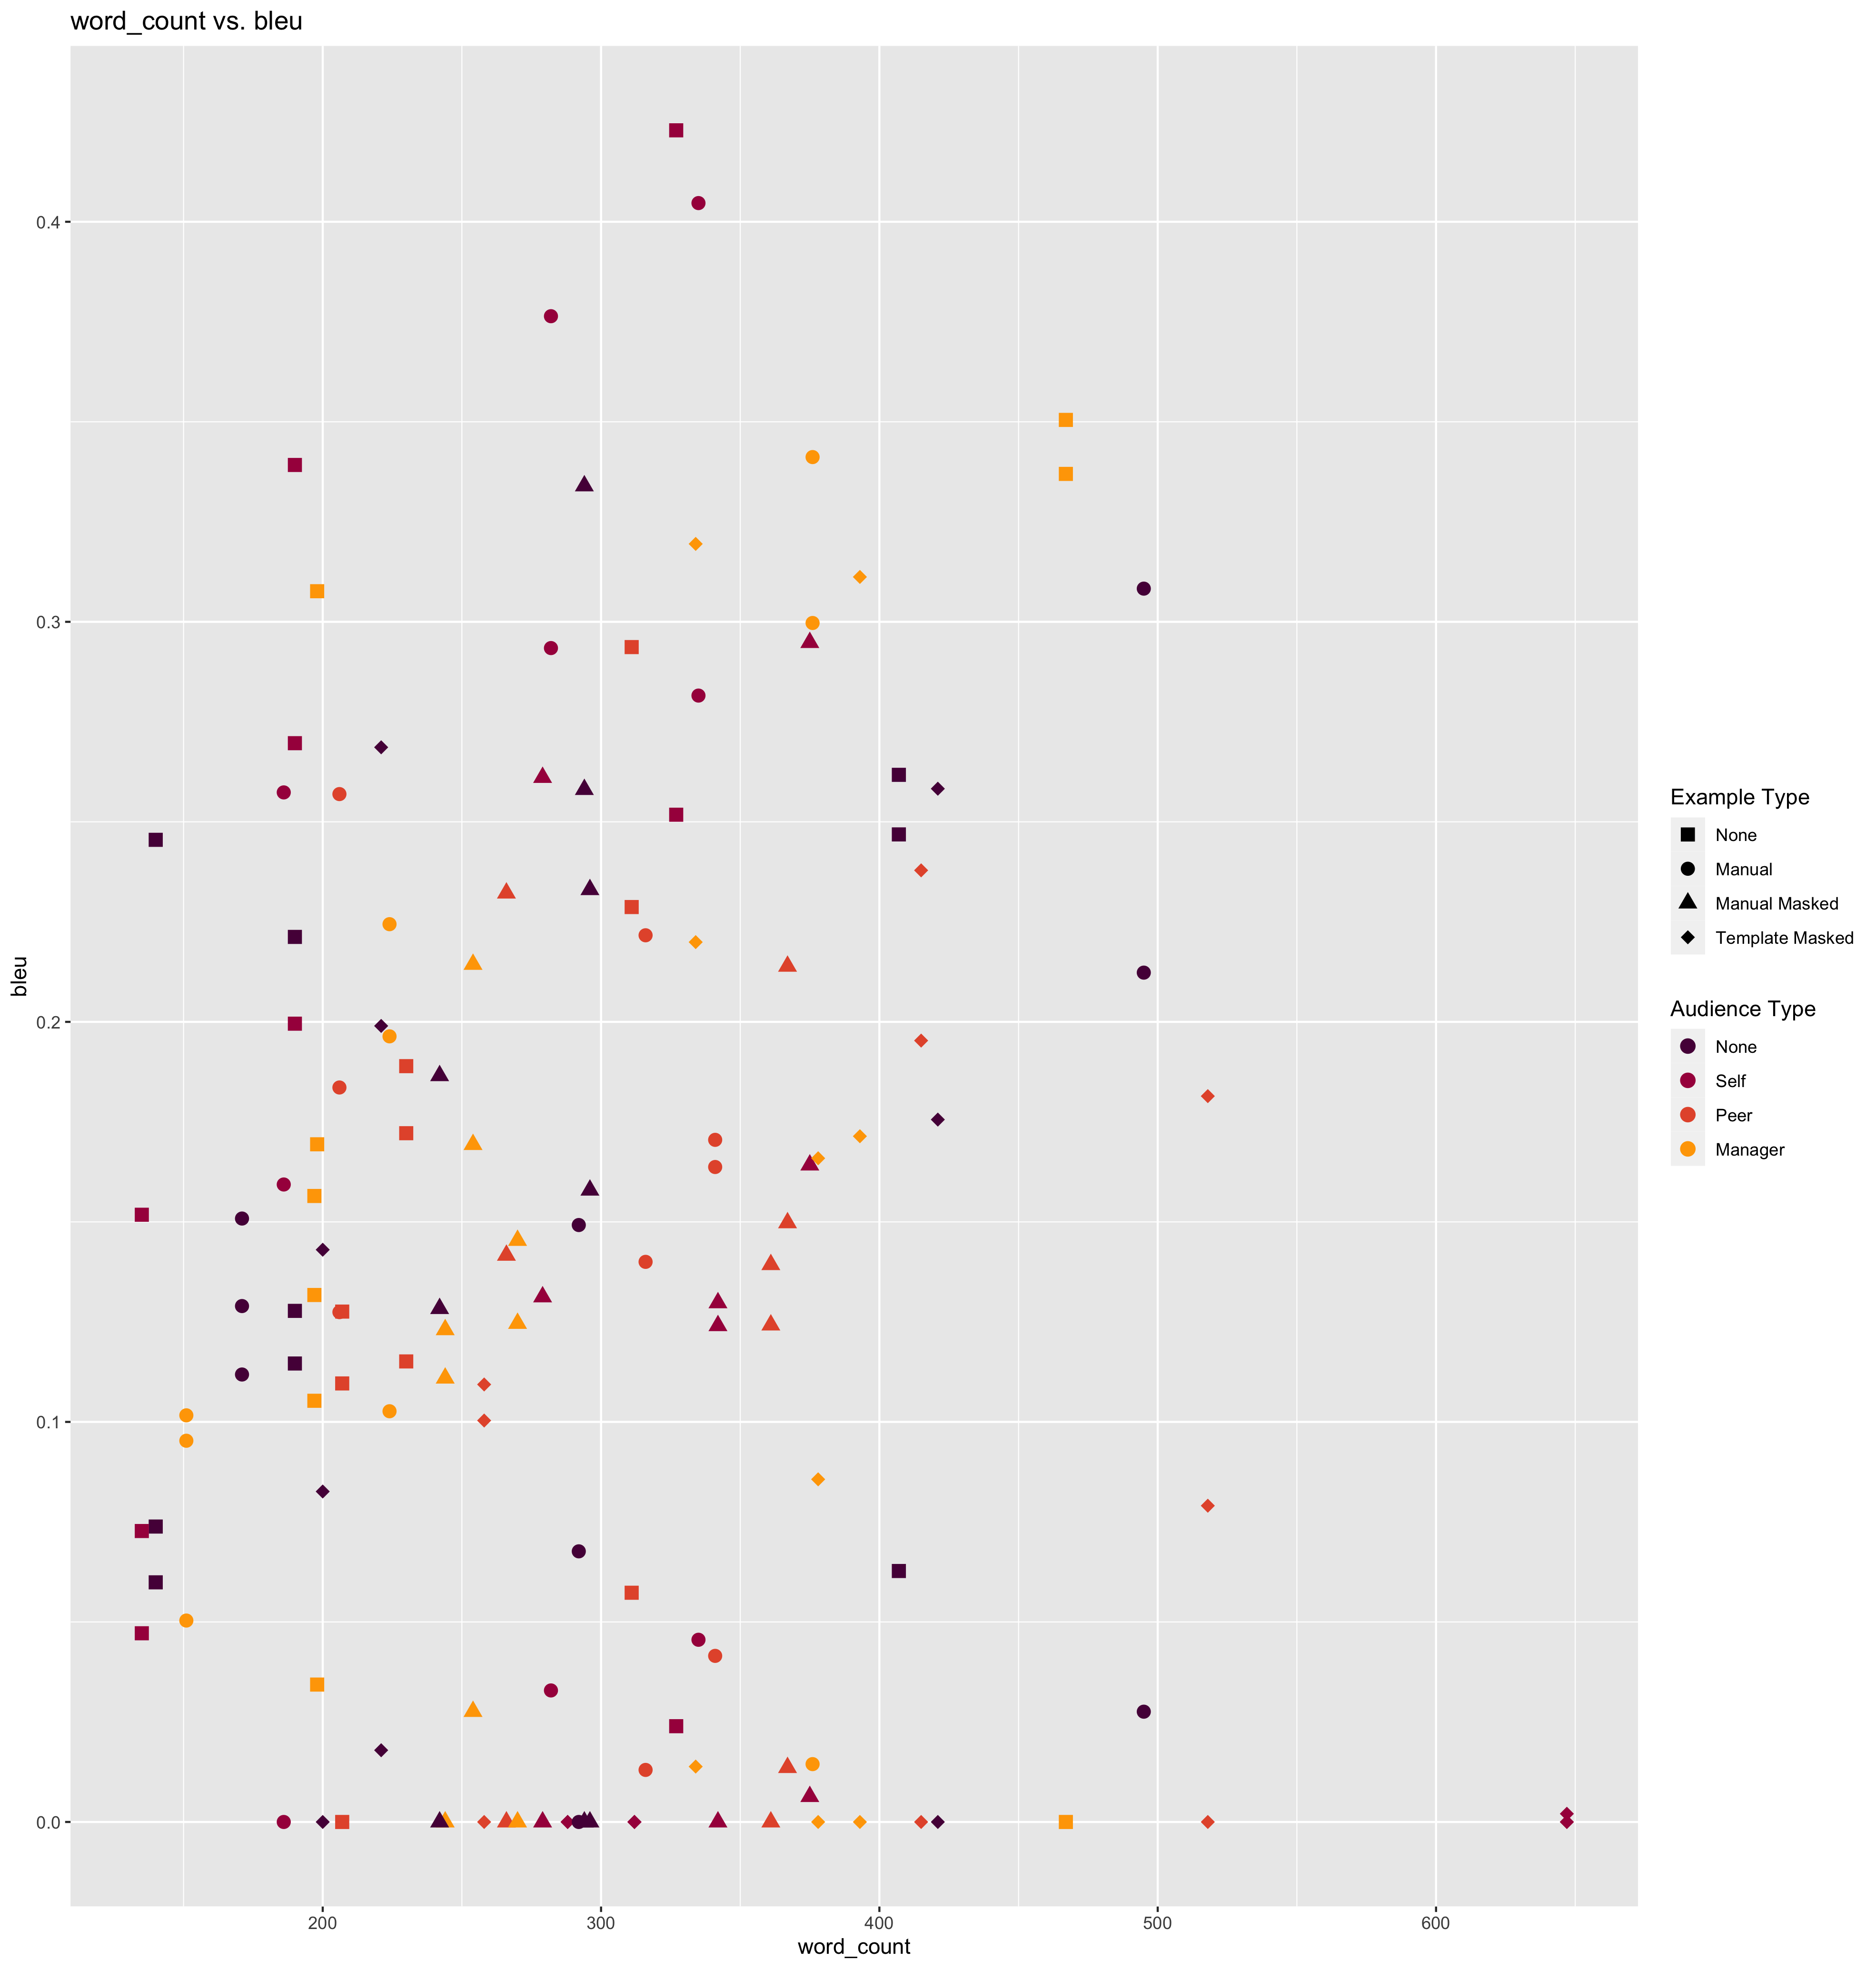 word_count vs. bleu
0.4
0.3
0.2
0.1
0.0
bleu
200
300
400
500
600
word_count
Example Type
None
Manual
Manual Masked
Template Masked
Audience Type
None
Self
Peer
Manager